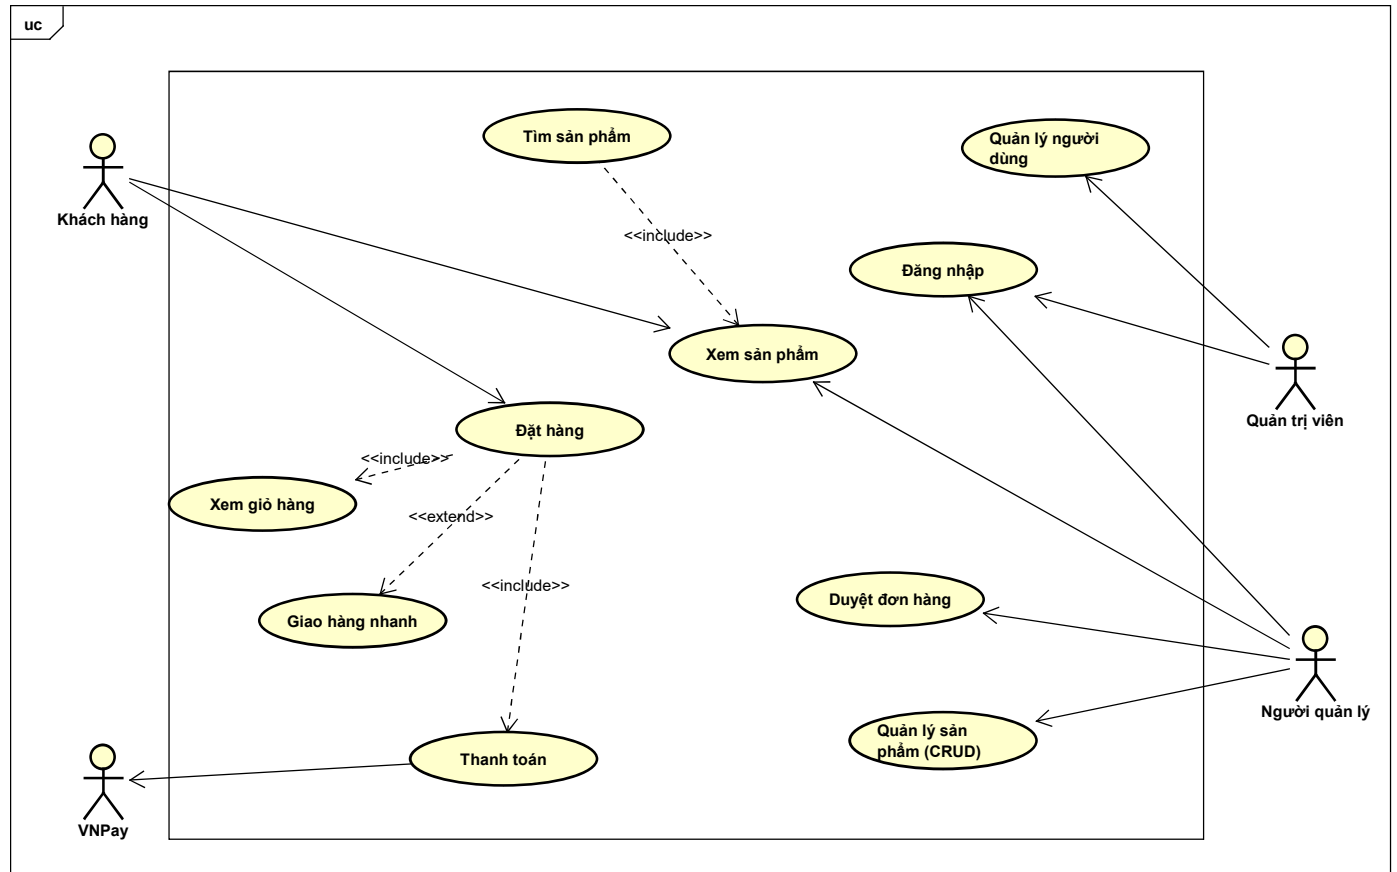 uc
Tìm sản phẩm
Quản lý người
dùng
Khách hàng
<<include>>
Đăng nhập
Xem sản phẩm
Quản trị viên
Đặt hàng
<<include>>
Xem giỏ hàng
<<extend>>
<<include>>
Duyệt đơn hàng
Giao hàng nhanh
Người quản lý
Quản lý sản
phẩm (CRUD)
Thanh toán
VNPay